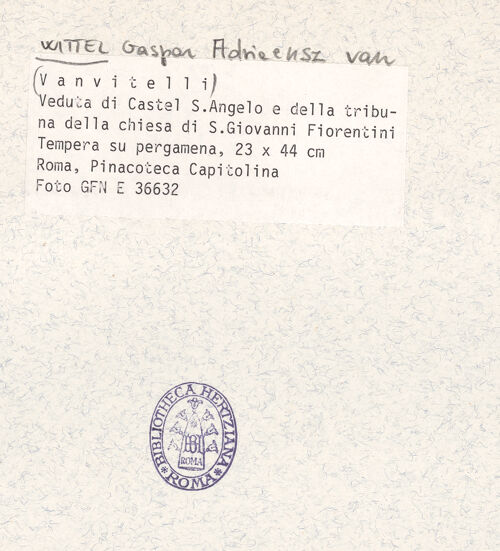 WITTEL Gaspar Adriaensz van
(Vanvitelli)
Veduta di Castel S.Angelo e della tribu-
na della chiesa di S.Giovanni Fiorentini
Tempera su pergamena, 23 x 44 cm
Roma, Pinacoteca Capitolina
Foto GFN E 36632
BIBLIOTHECA HERTZIANA
ROMA
* ROMA *